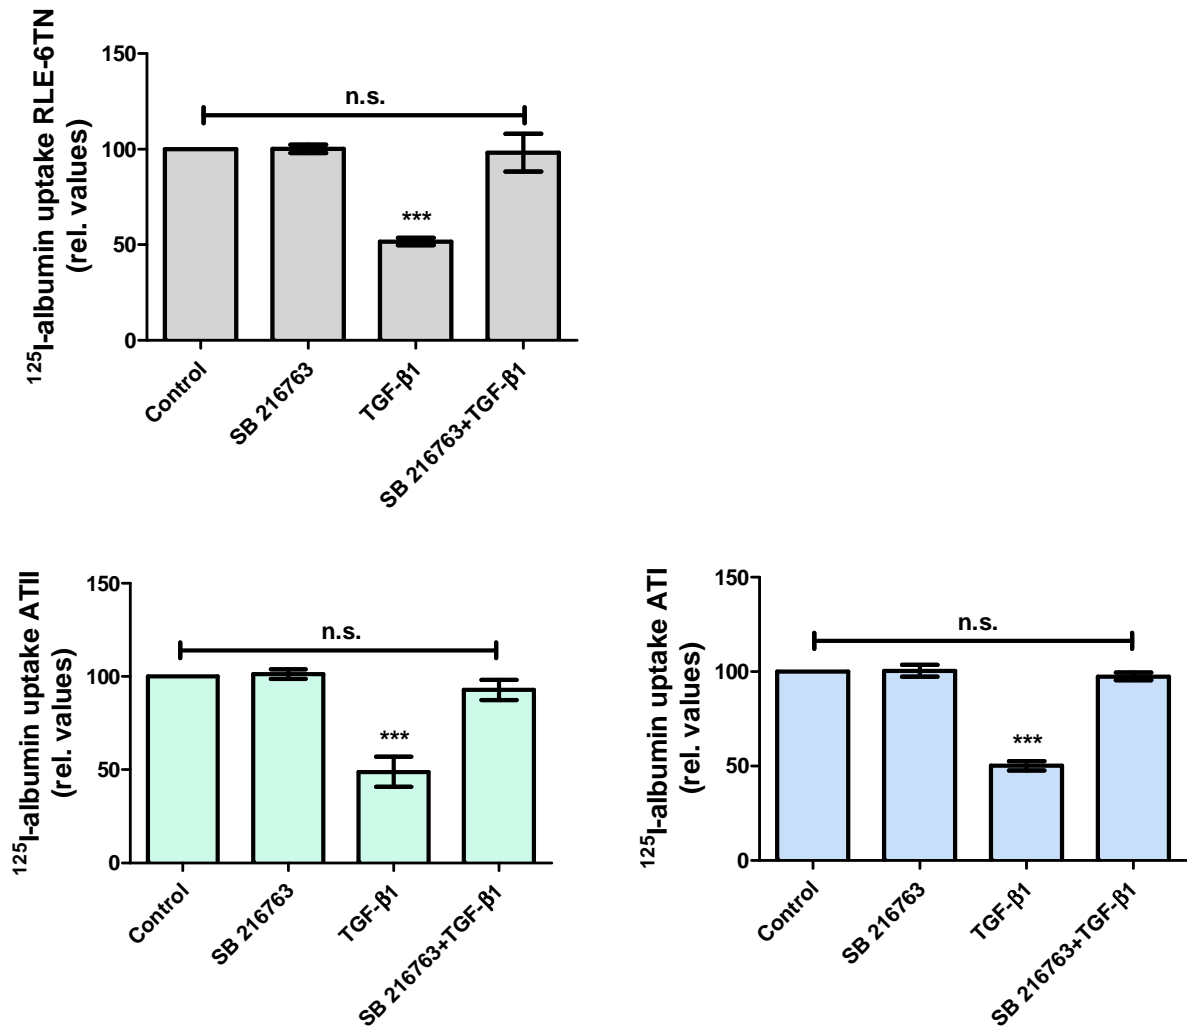 ¹²⁵I-albumin uptake RLE-6TN
(rel. values)
150
100
50
0
n.s.
***
Control
SB 216763
TGF-β1
SB 216763+TGF-β1
¹²⁵I-albumin uptake ATII
(rel. values)
150
100
50
0
n.s.
***
Control
SB 216763
TGF-β1
SB 216763+TGF-β1
¹²⁵I-albumin uptake ATI
(rel. values)
150
100
50
0
n.s.
***
Control
SB 216763
TGF-β1
SB 216763+TGF-β1